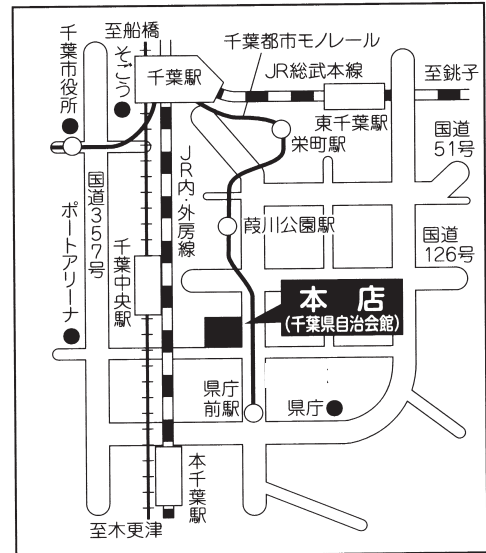 至船橋
千葉都市モノレール
千葉市役所
そごう
千葉駅
JR総武本線
至銚子
東千葉駅
栄町駅
国道
51号
JR内・外房線
国道357号
葭川公園駅
国道
126号
ポートアリーナ
千葉中央駅
本店
(千葉県自治会館)
県庁
前駅
県庁
本千葉駅
至木更津